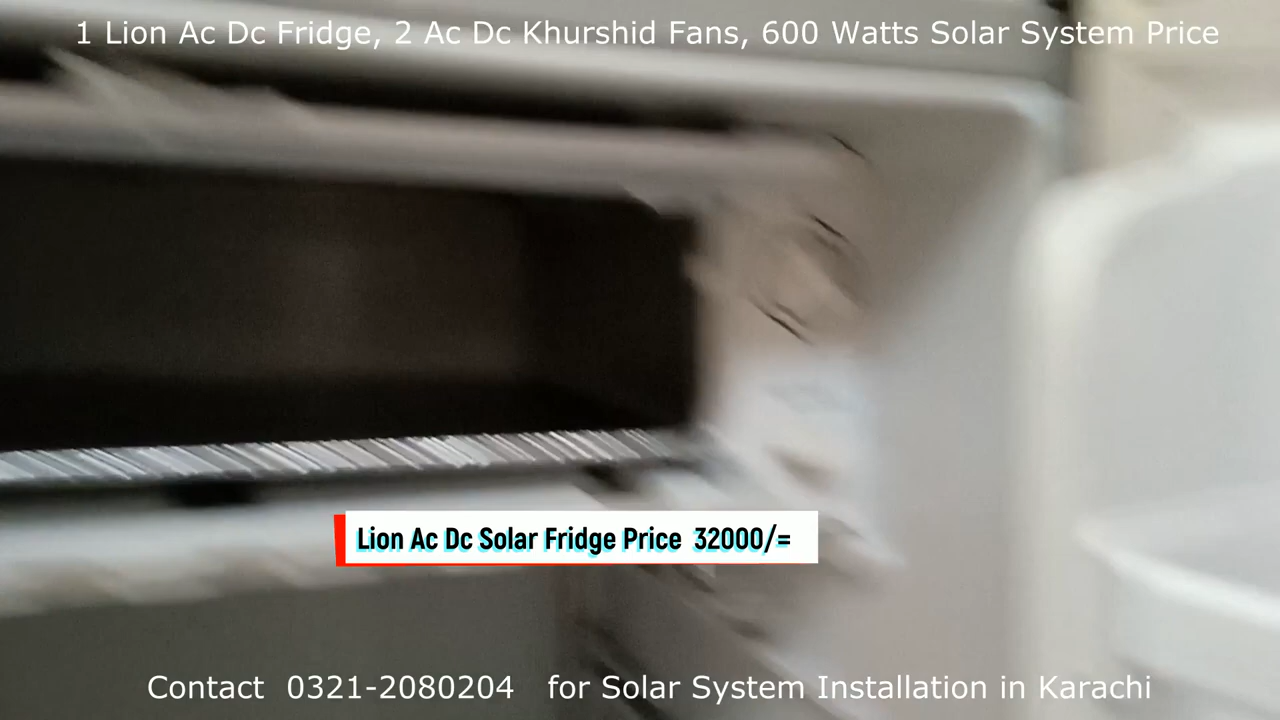 1 Lion Ac Dc Fridge, 2 Ac Dc Khurshid Fans, 600 Watts Solar System Price
Lion Ac Dc Solar Fridge Price 32000/=
Contact 0321-2080204 for Solar System Installation in Karachi